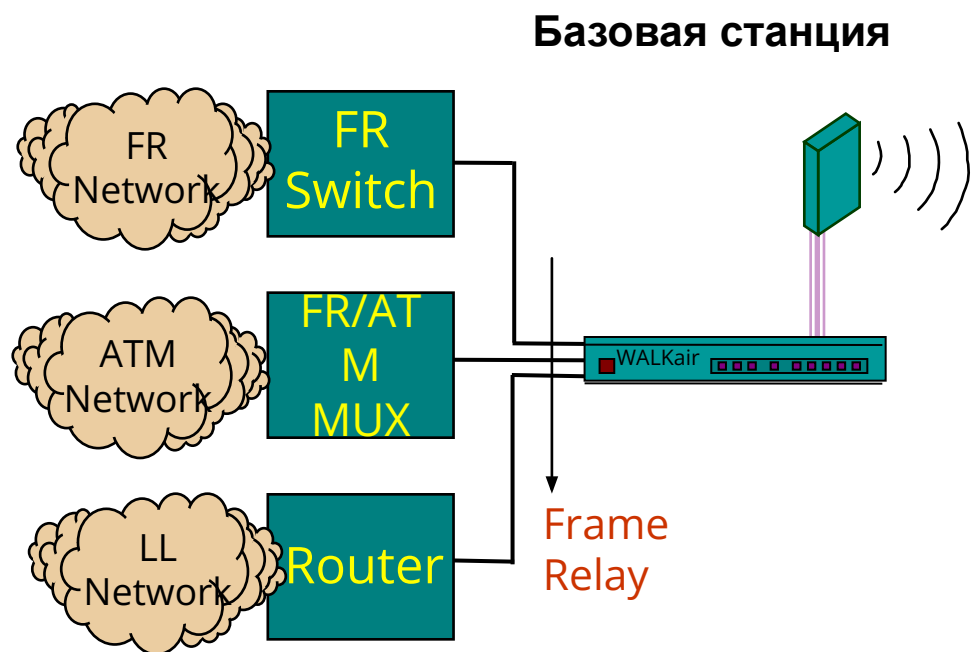 Базовая станция
FR
Network
FR
Switch
ATM
Network
FR/AT
M
MUX
WALKair
LL
Network
Router
Frame
Relay